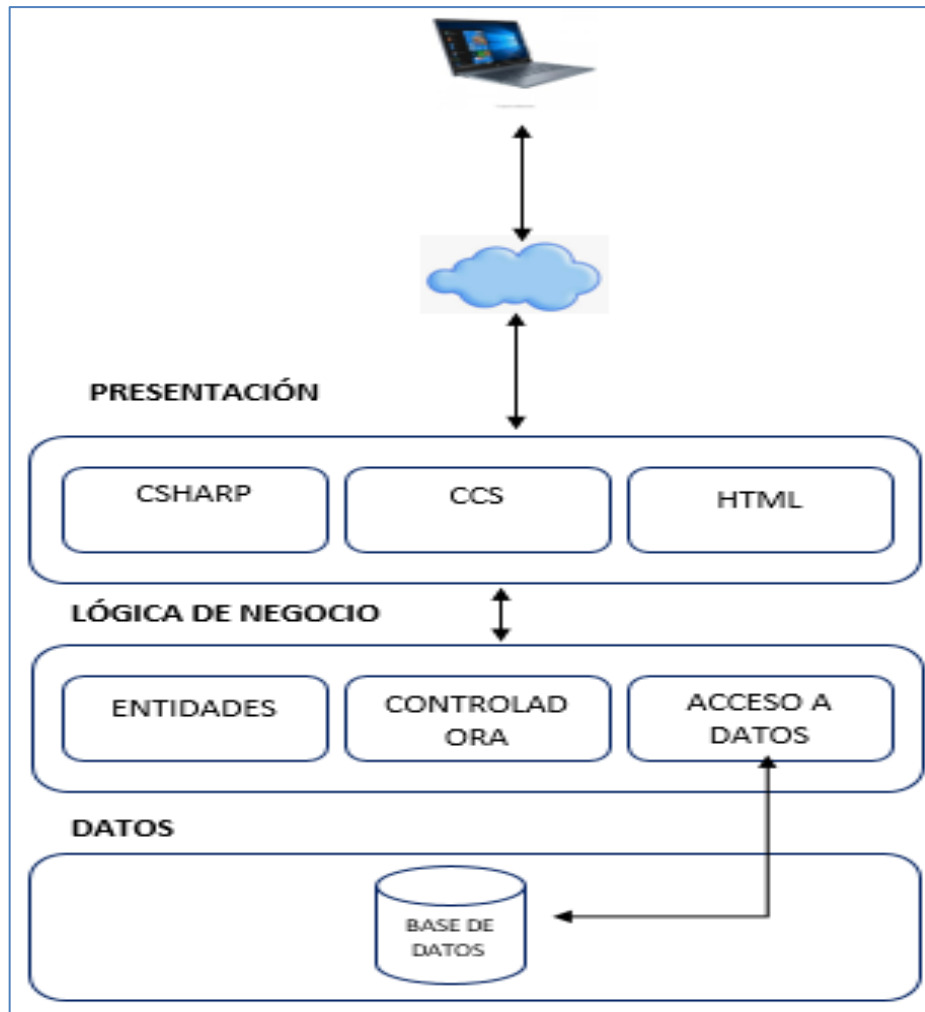 PRESENTACIÓN
CSHARP
CCS
HTML
LÓGICA DE NEGOCIO
ENTIDADES
CONTROLAD
ORA
ACCESO A
DATOS
DATOS
BASE DE
DATOS